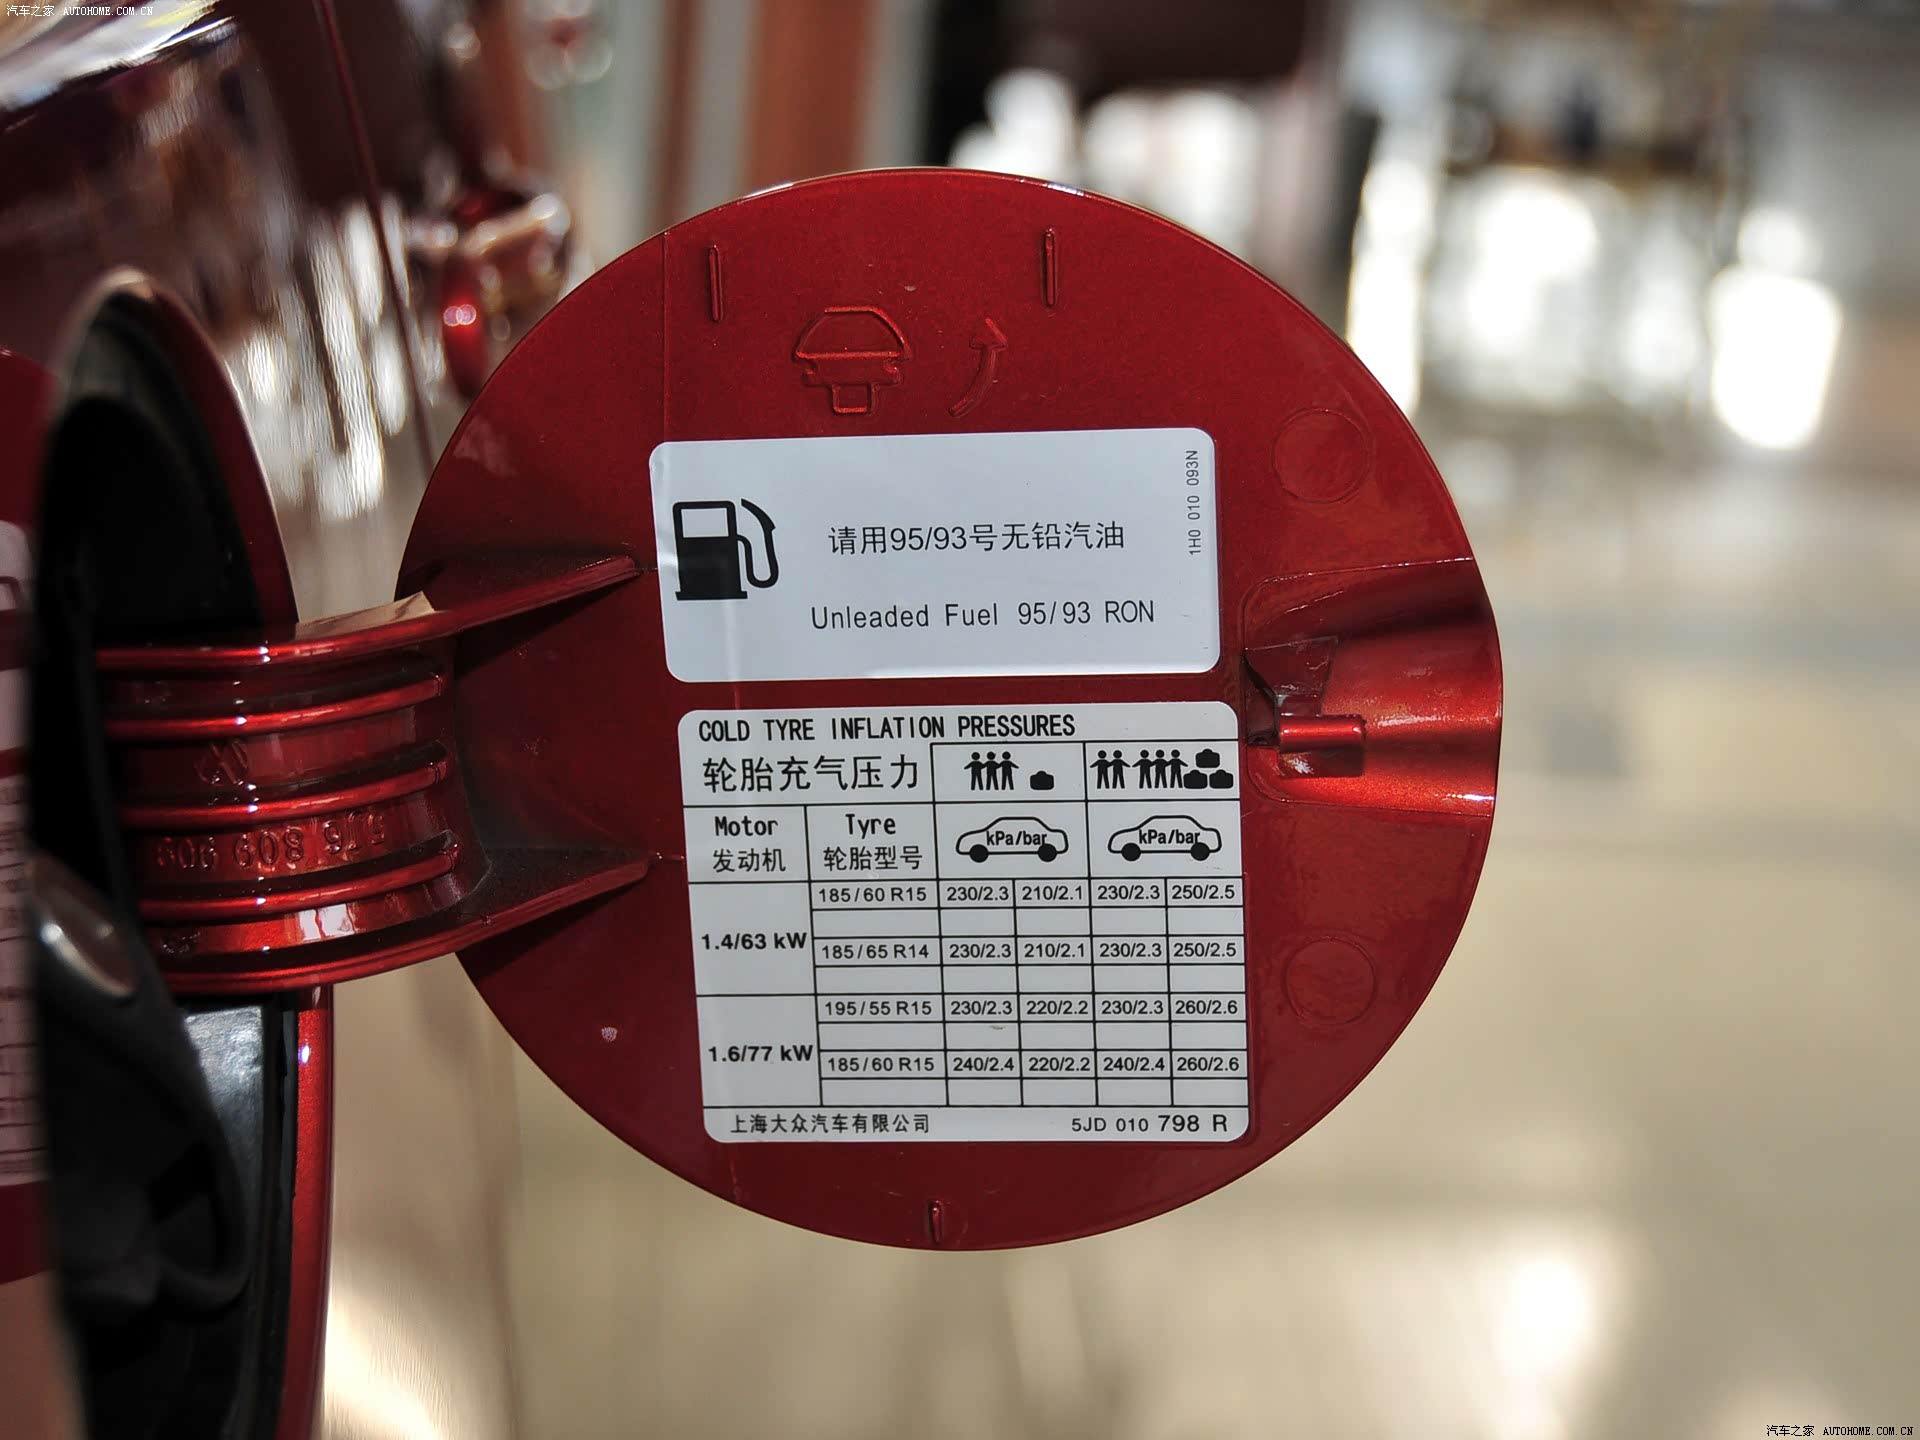 汽车之家 AUTOHOME.COM.CN
请用95/93号无铅汽油
Unleaded Fuel 95/93 RON
1H0 010 093N
COLD TYRE INFLATION PRESSURES
轮胎充气压力
Motor Tyre kPa/bar kPa/bar
发动机 轮胎型号
185/60 R15 230/2.3 210/2.1 230/2.3 250/2.5
1.4/63 kW
185/65 R14 230/2.3 210/2.1 230/2.3 250/2.5
195/55 R15 230/2.3 220/2.2 230/2.3 260/2.6
1.6/77 kW
185/60 R15 240/2.4 220/2.2 240/2.4 260/2.6
上海大众汽车有限公司 5JD 010 798 R
汽车之家 AUTOHOME.COM.CN